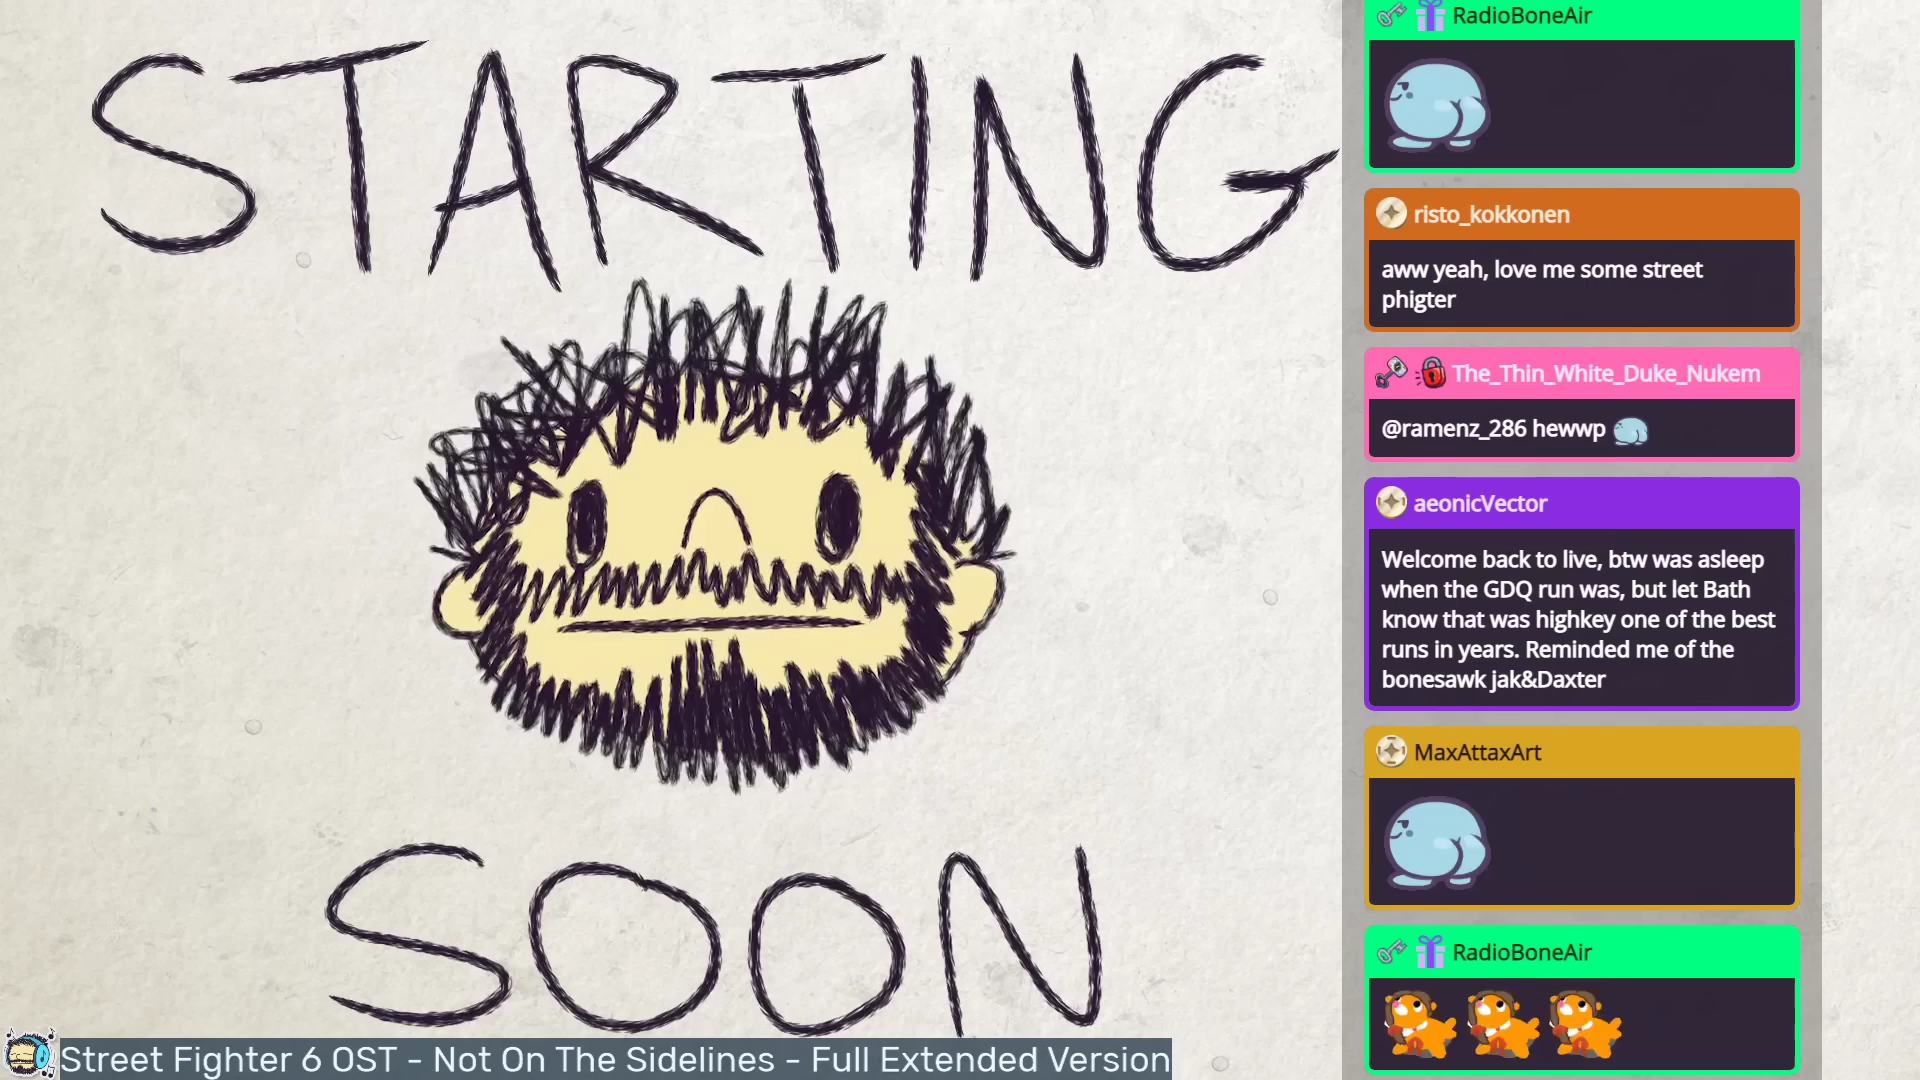 STARTING
SOON
Street Fighter 6 OST - Not On The Sidelines - Full Extended Version
RadioBoneAir
risto_kokkonen
aww yeah, love me some street
phigter
The_Thin_White_Duke_Nukem
@ramenz_286 hewwp
aeonicVector
Welcome back to live, btw was asleep
when the GDQ run was, but let Bath
know that was highkey one of the best
runs in years. Reminded me of the
bonesawk jak&Daxter
MaxAttaxArt
RadioBoneAir